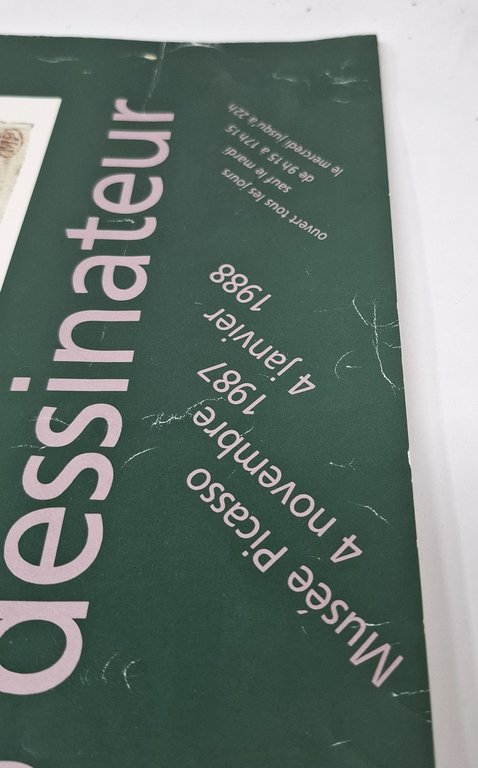 dessinateur
Musée Picasso
4 novembre 1987
4 janvier
1988
ouvert tous les jours
sauf le mardi
de 9h 15 à 17h 15
le mercredi jusqu'à 22h